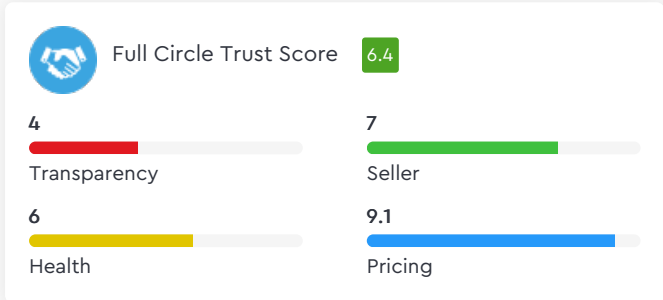 Full Circle Trust Score 6.4
4
Transparency
7
Seller
6
Health
9.1
Pricing